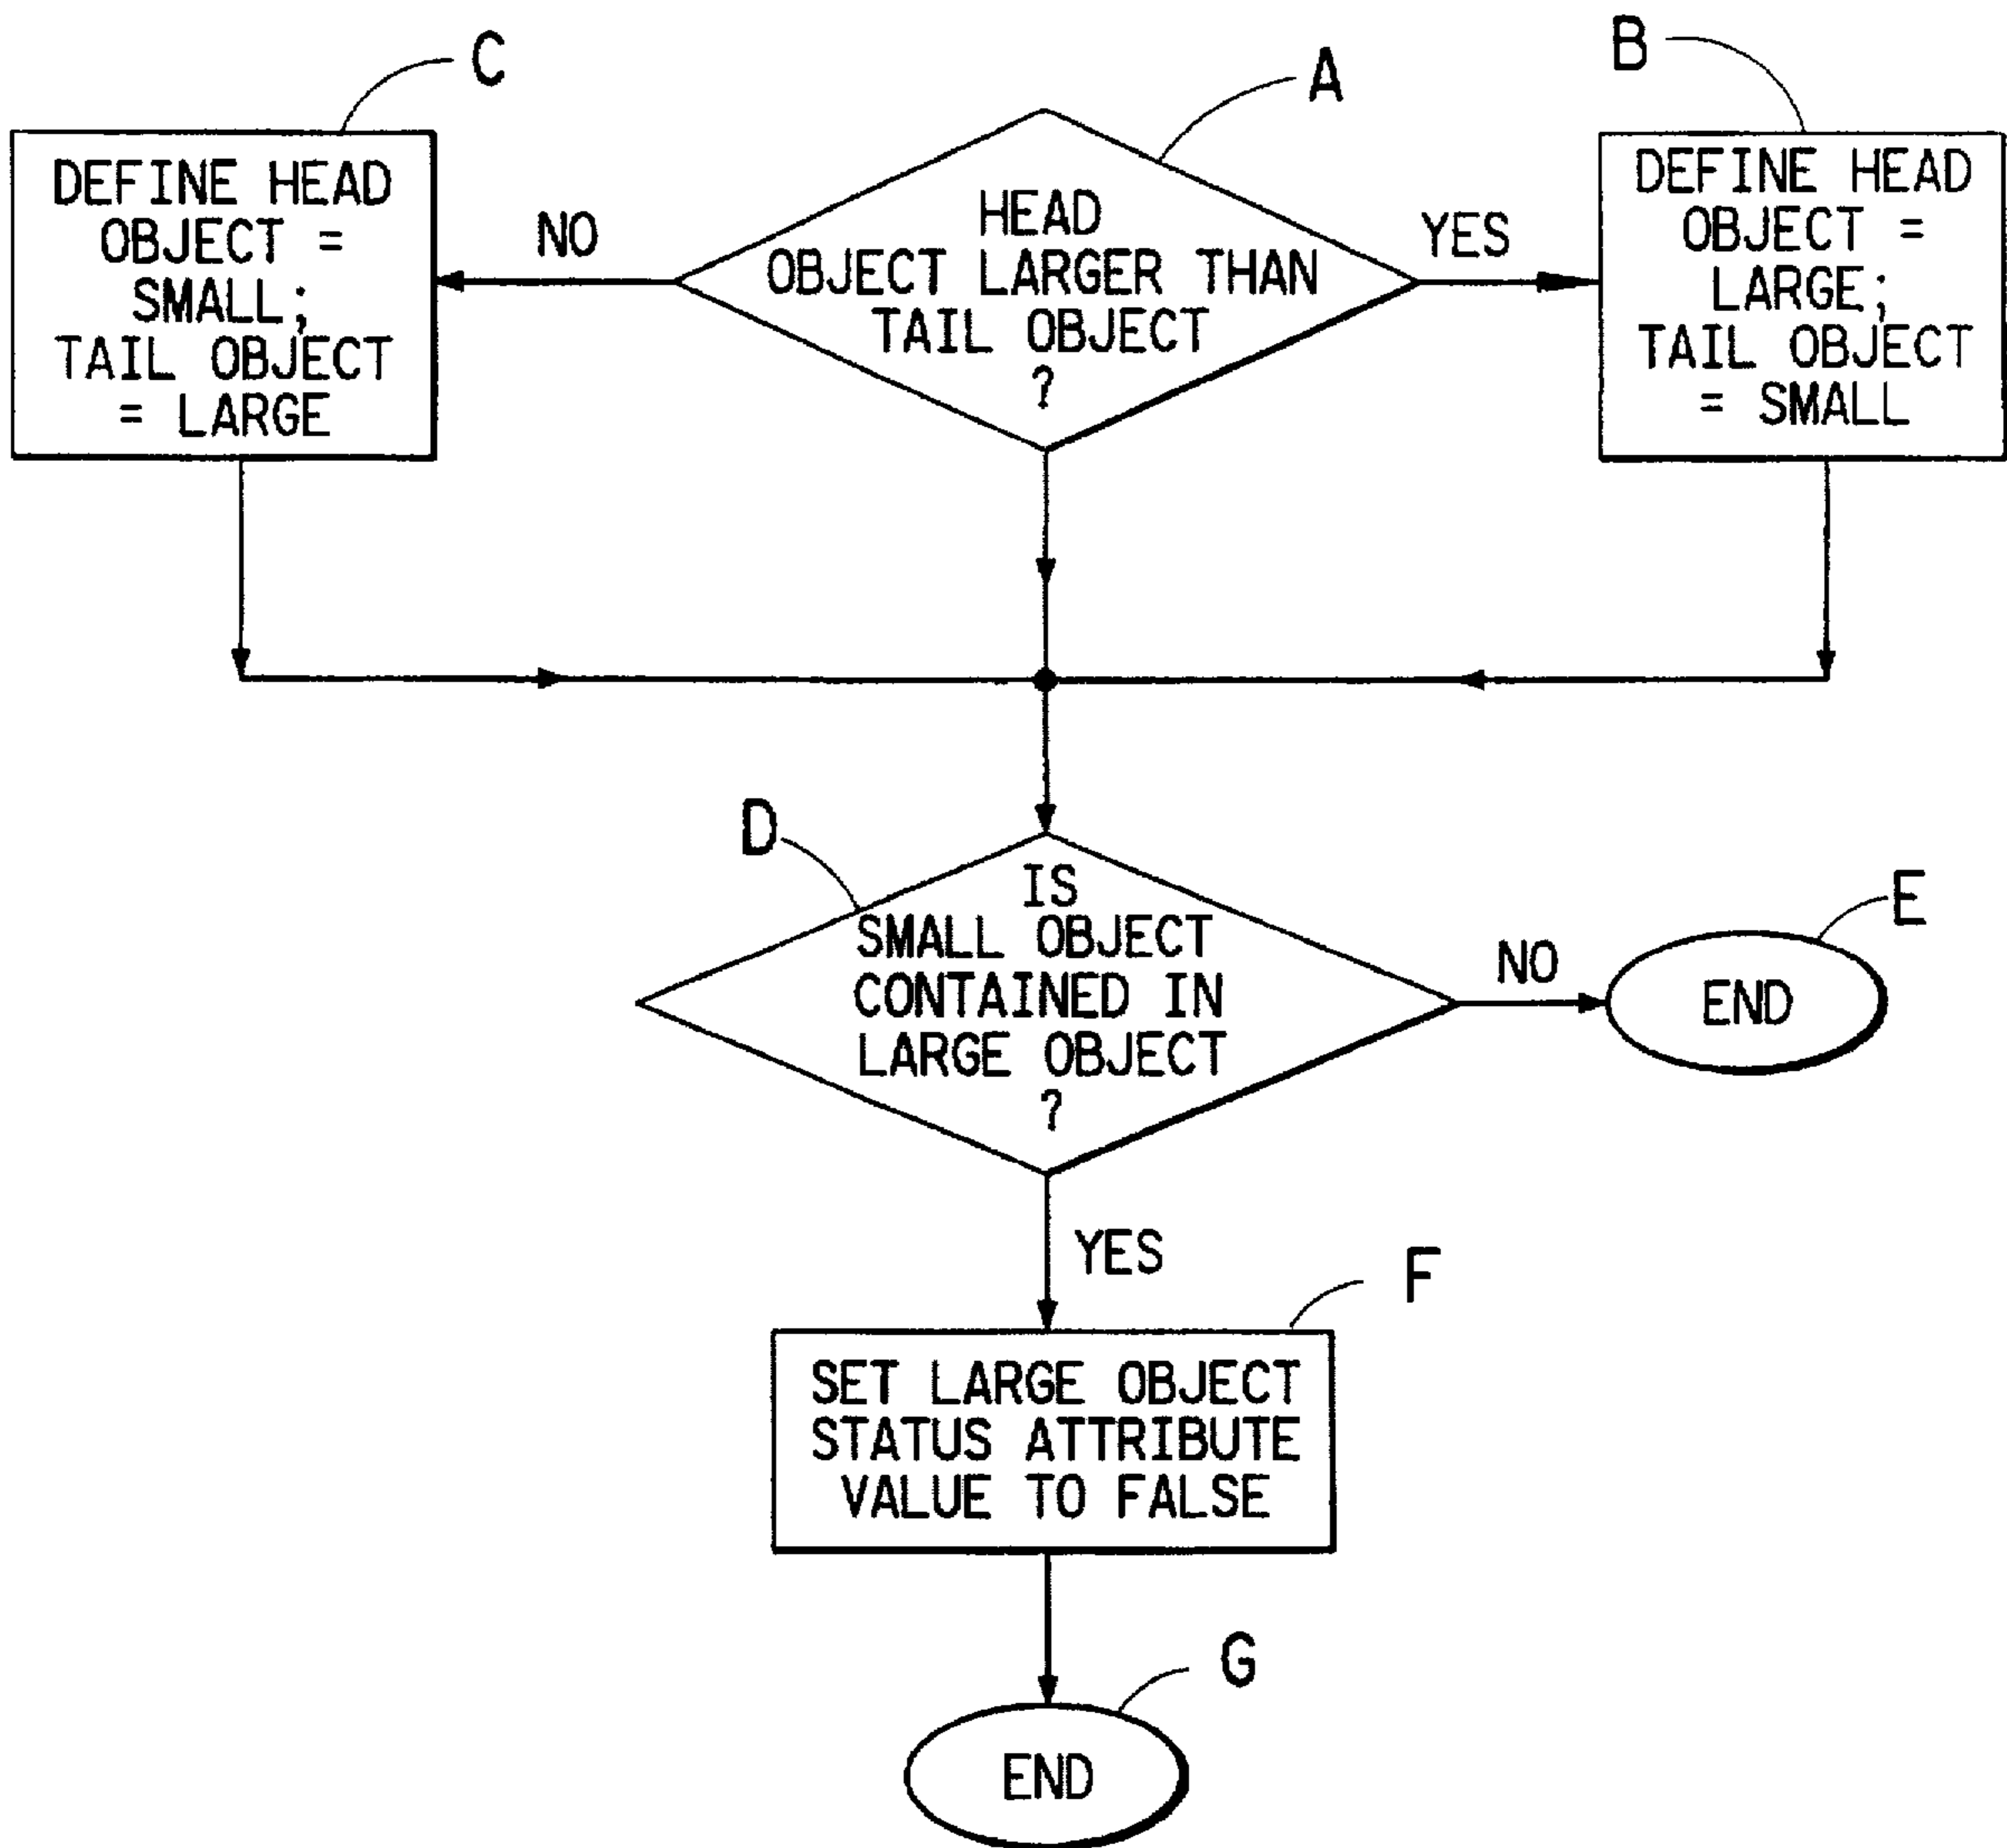 C
A
B
DEFINE HEAD
OBJECT =
SMALL;
TAIL OBJECT
= LARGE
NO
HEAD
OBJECT LARGER THAN
TAIL OBJECT
?
YES
DEFINE HEAD
OBJECT =
LARGE;
TAIL OBJECT
= SMALL
D
IS
SMALL OBJECT
CONTAINED IN
LARGE OBJECT
?
NO
E
END
YES
F
SET LARGE OBJECT
STATUS ATTRIBUTE
VALUE TO FALSE
G
END